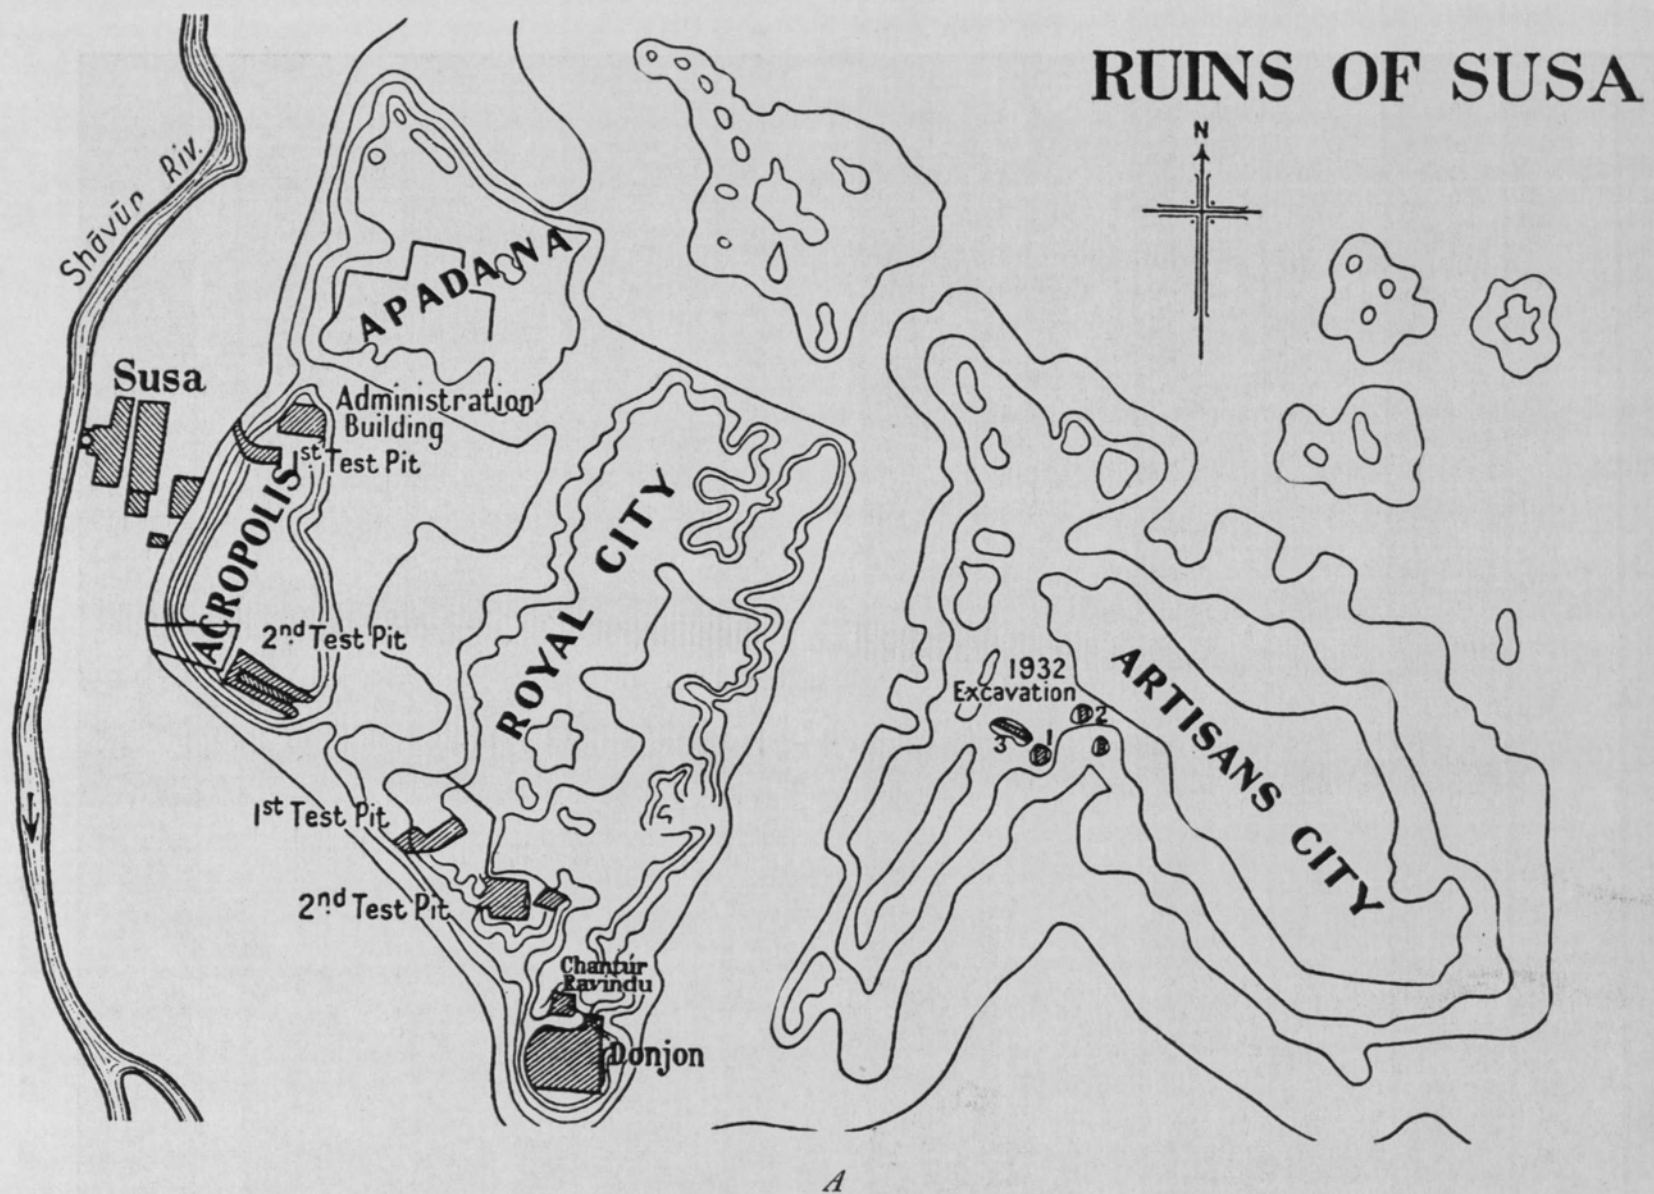 RUINS OF SUSA
N
Shāvūr Riv.
APADANA
Susa
Administration
Building
1st Test Pit
ACROPOLIS
2nd Test Pit
ROYAL CITY
1932
Excavation
2
3
1
ARTISANS CITY
1st Test Pit
2nd Test Pit
Chantír
Ravindu
Donjon
A